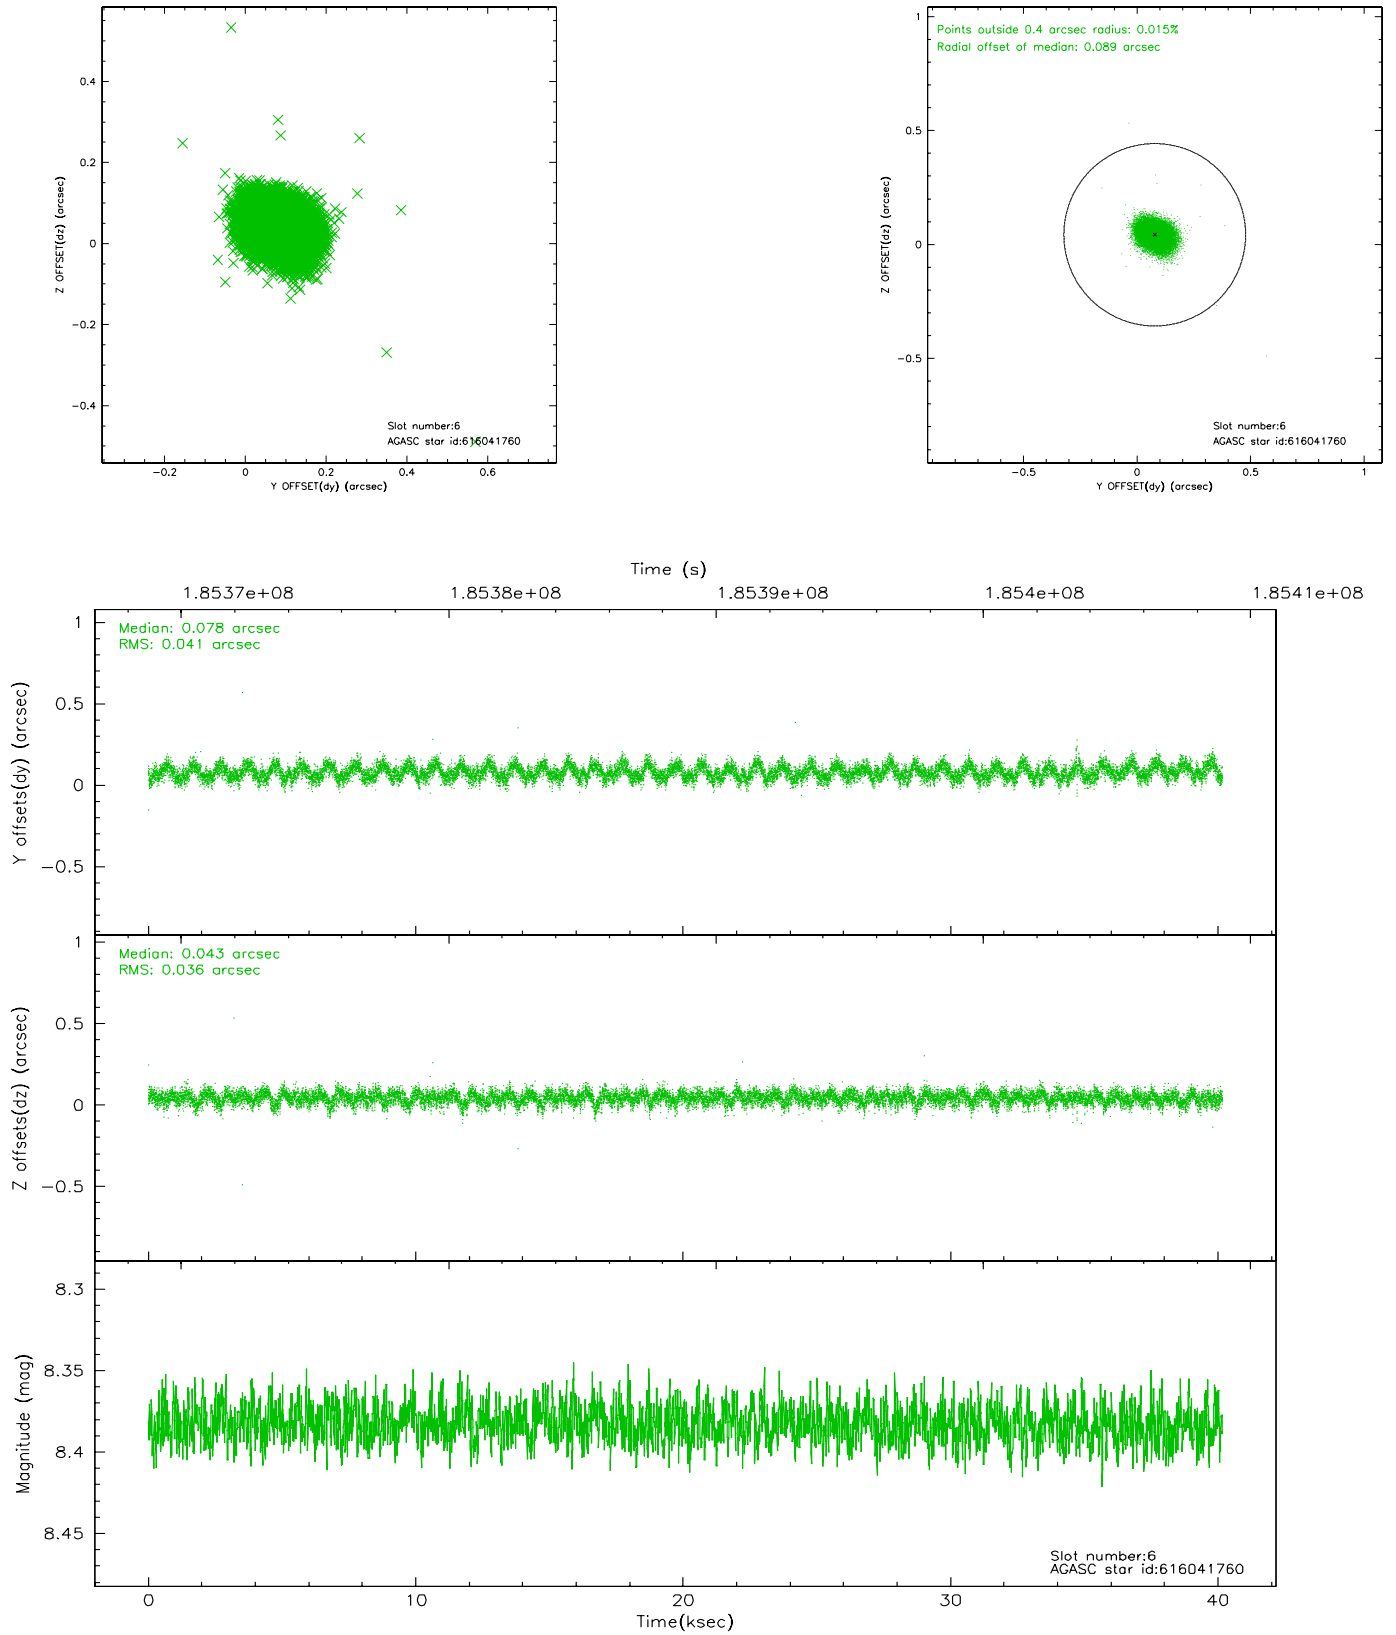 Points outside 0.4 arcsec radius: 0.015%
Radial offset of median: 0.089 arcsec
Z OFFSET(dz) (arcsec)
0.4
0.2
0
−0.2
−0.4
−0.2
0
0.2
0.4
0.6
Y OFFSET(dy) (arcsec)
Slot number:6
AGASC star id:616041760
Z OFFSET(dz) (arcsec)
1
0.5
0
−0.5
−0.5
0
0.5
1
Y OFFSET(dy) (arcsec)
Slot number:6
AGASC star id:616041760
Time (s)
1.8537e+08
1.8538e+08
1.8539e+08
1.854e+08
1.8541e+08
Median: 0.078 arcsec
RMS: 0.041 arcsec
Y offsets(dy) (arcsec)
1
0.5
0
−0.5
Median: 0.043 arcsec
RMS: 0.036 arcsec
Z offsets(dz) (arcsec)
1
0.5
0
−0.5
Magnitude (mag)
8.3
8.35
8.4
8.45
Slot number:6
AGASC star id:616041760
0
10
20
30
40
Time(ksec)